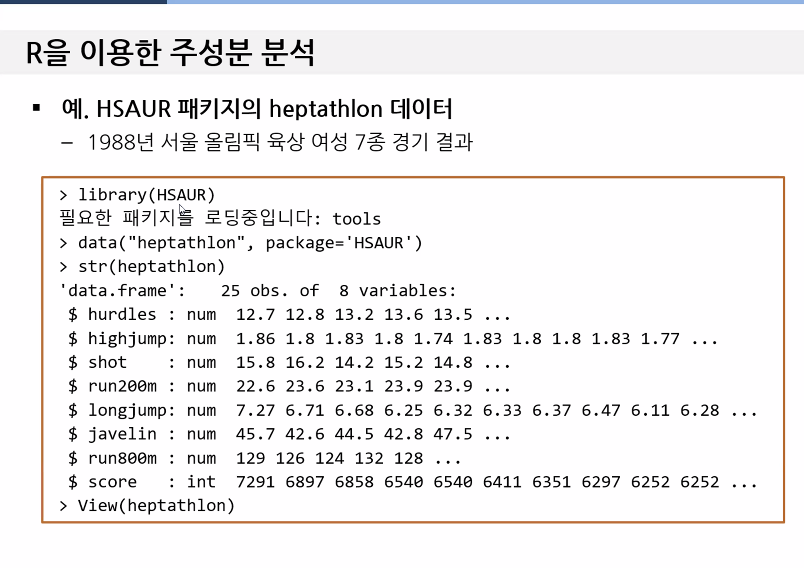 R을 이용한 주성분 분석
▪ 예. HSAUR 패키지의 heptathlon 데이터
– 1988년 서울 올림픽 육상 여성 7종 경기 결과
> library(HSAUR)
필요한 패키지를 로딩중입니다: tools
> data("heptathlon", package='HSAUR')
> str(heptathlon)
'data.frame':   25 obs. of  8 variables:
 $ hurdles : num  12.7 12.8 13.2 13.6 13.5 ...
 $ highjump: num  1.86 1.8 1.83 1.8 1.74 1.83 1.8 1.8 1.83 1.77 ...
 $ shot    : num  15.8 16.2 14.2 15.2 14.8 ...
 $ run200m : num  22.6 23.6 23.1 23.9 23.9 ...
 $ longjump: num  7.27 6.71 6.68 6.25 6.32 6.33 6.37 6.47 6.11 6.28 ...
 $ javelin : num  45.7 42.6 44.5 42.8 47.5 ...
 $ run800m : num  129 126 124 132 128 ...
 $ score   : int  7291 6897 6858 6540 6540 6411 6351 6297 6252 6252 ...
> View(heptathlon)